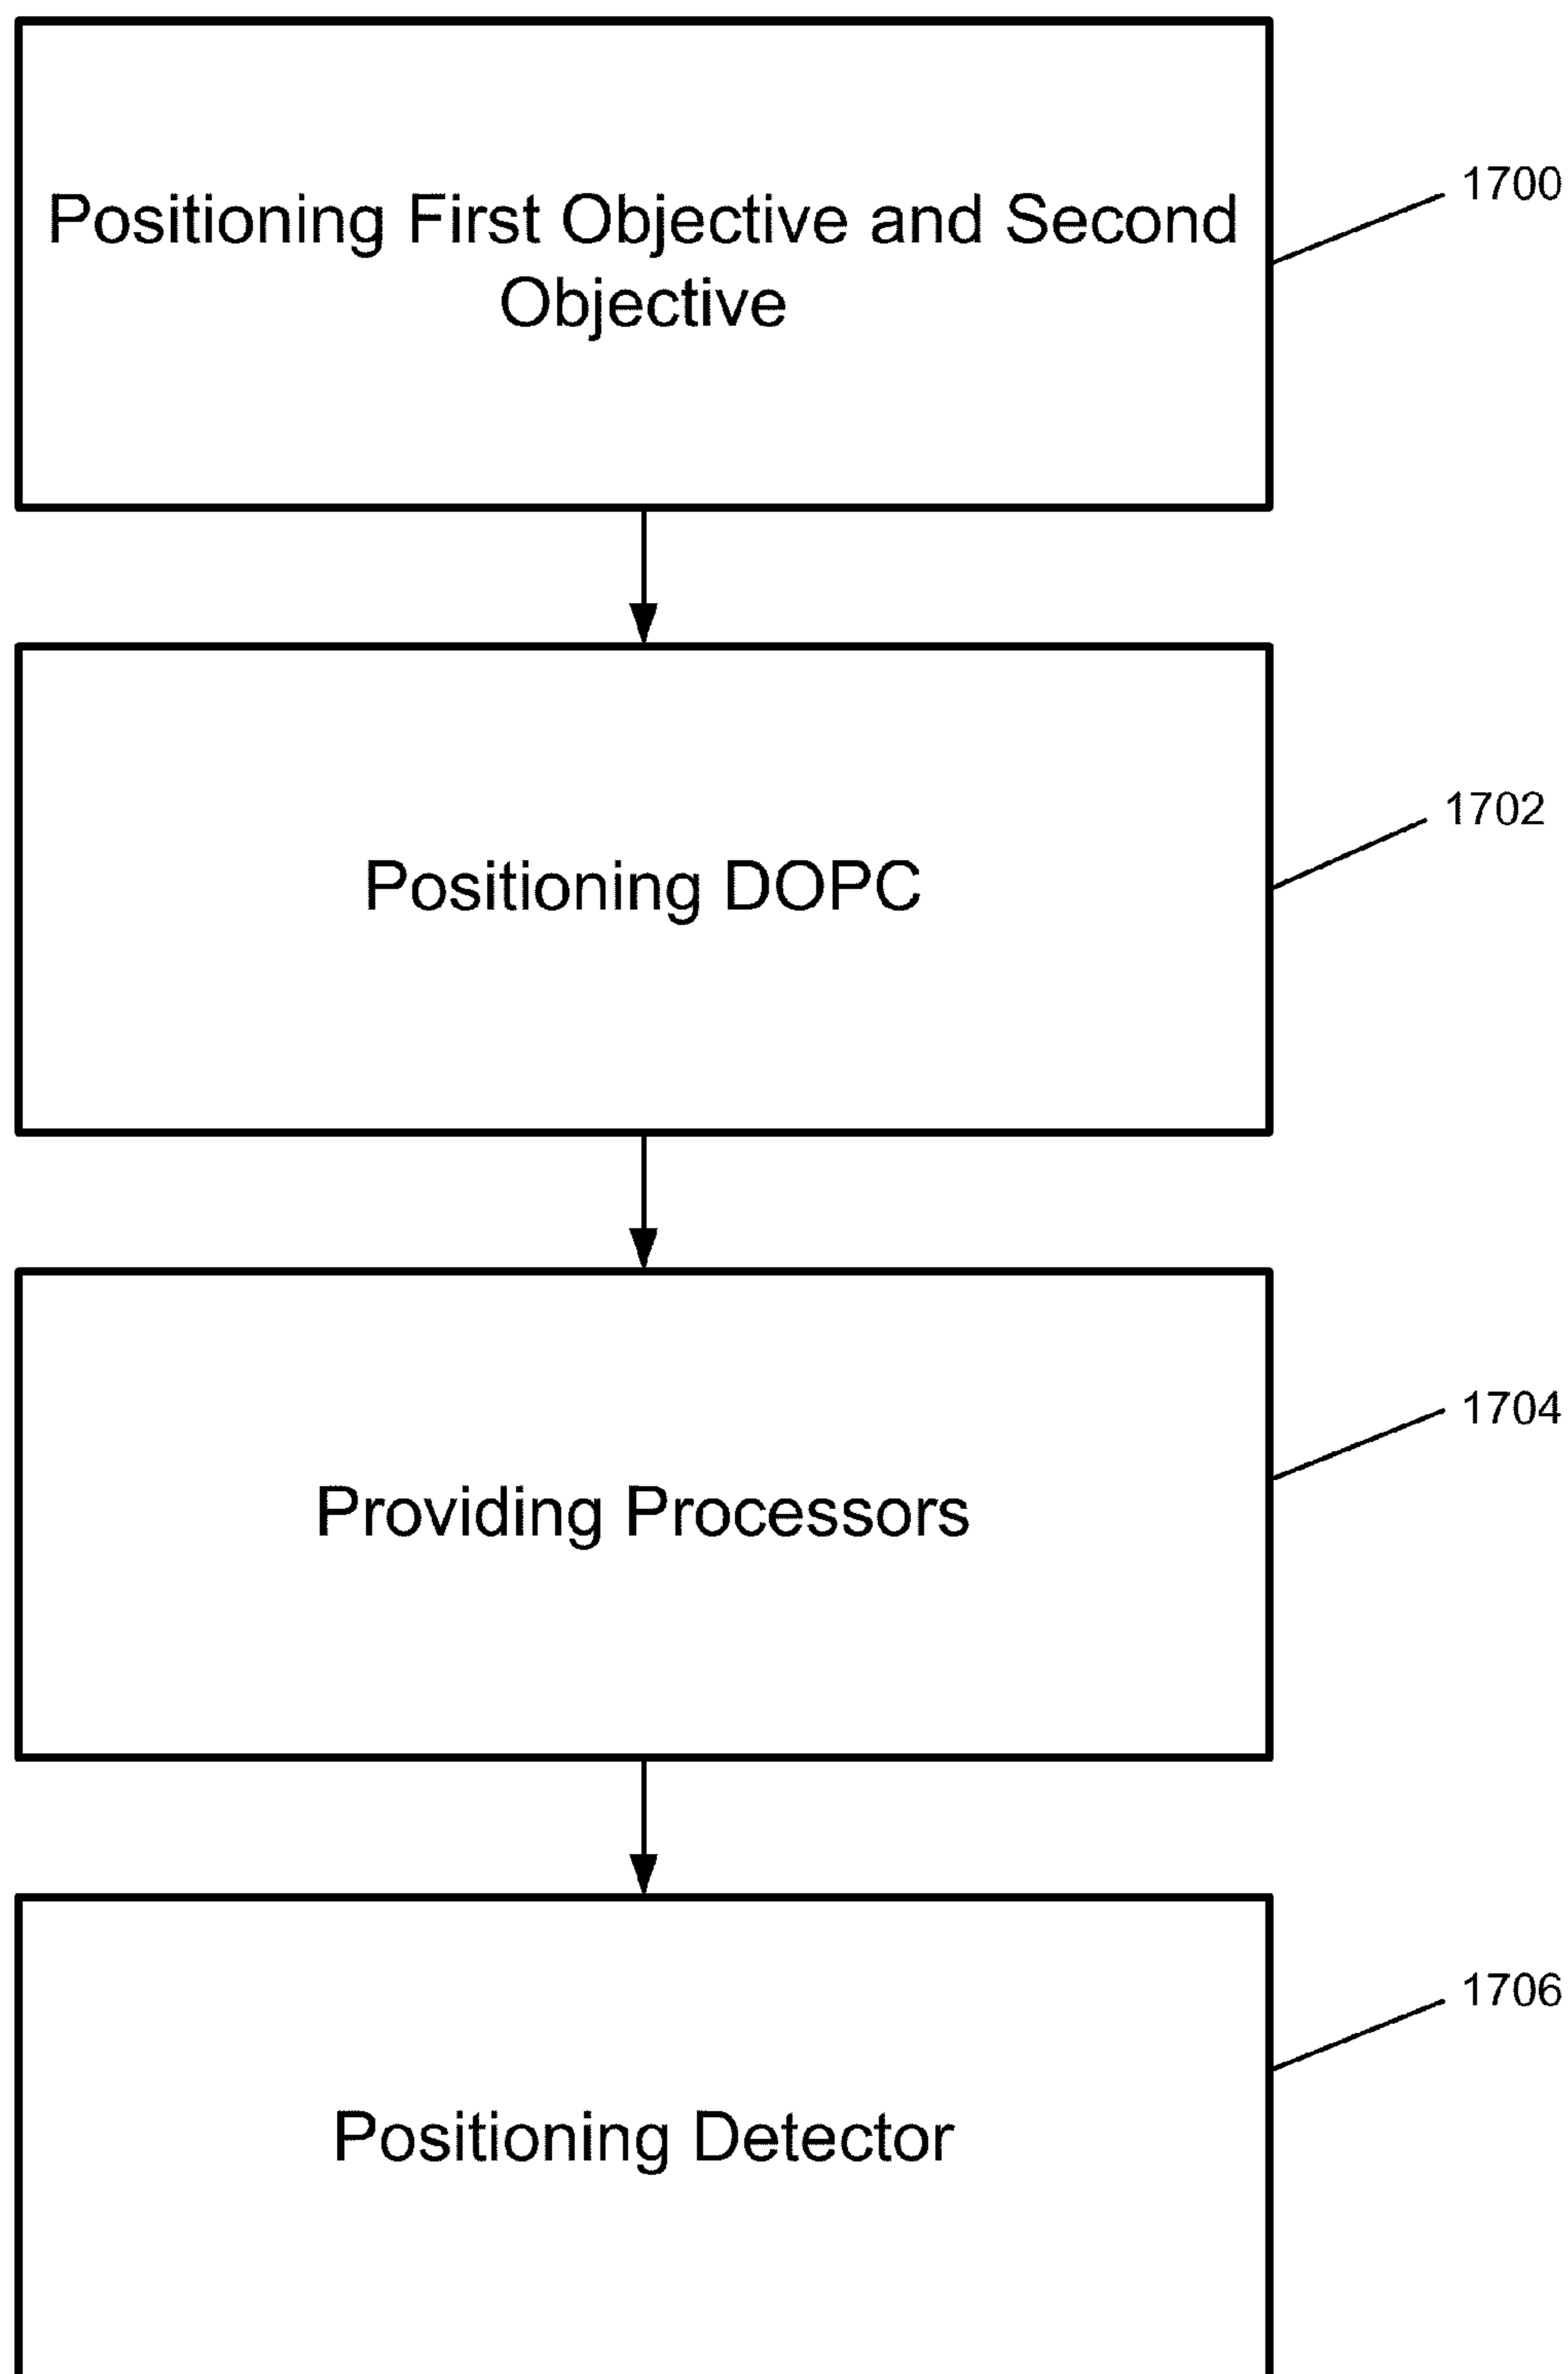 Positioning First Objective and Second
Objective
1700
Positioning DOPC
1702
Providing Processors
1704
Positioning Detector
1706